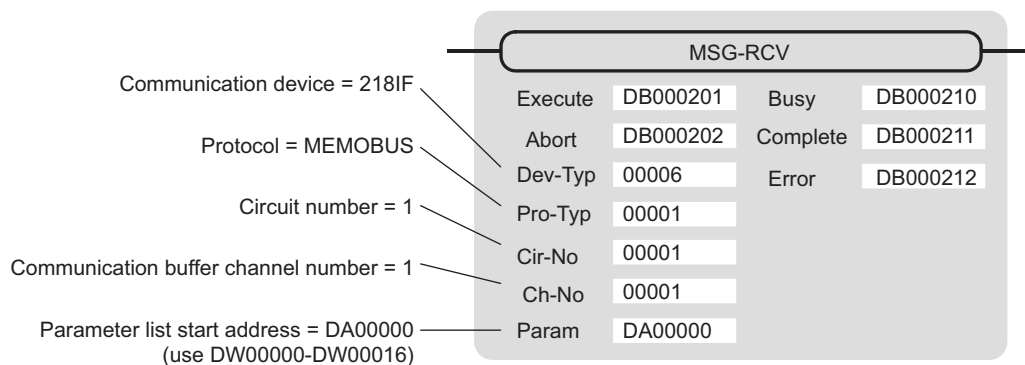 MSG-RCV
Communication device = 218IF
Protocol = MEMOBUS
Circuit number = 1
Communication buffer channel number = 1
Parameter list start address = DA00000
(use DW00000-DW00016)
Execute DB000201 Busy DB000210
Abort DB000202 Complete DB000211
Dev-Typ 00006 Error DB000212
Pro-Typ 00001
Cir-No 00001
Ch-No 00001
Param DA00000